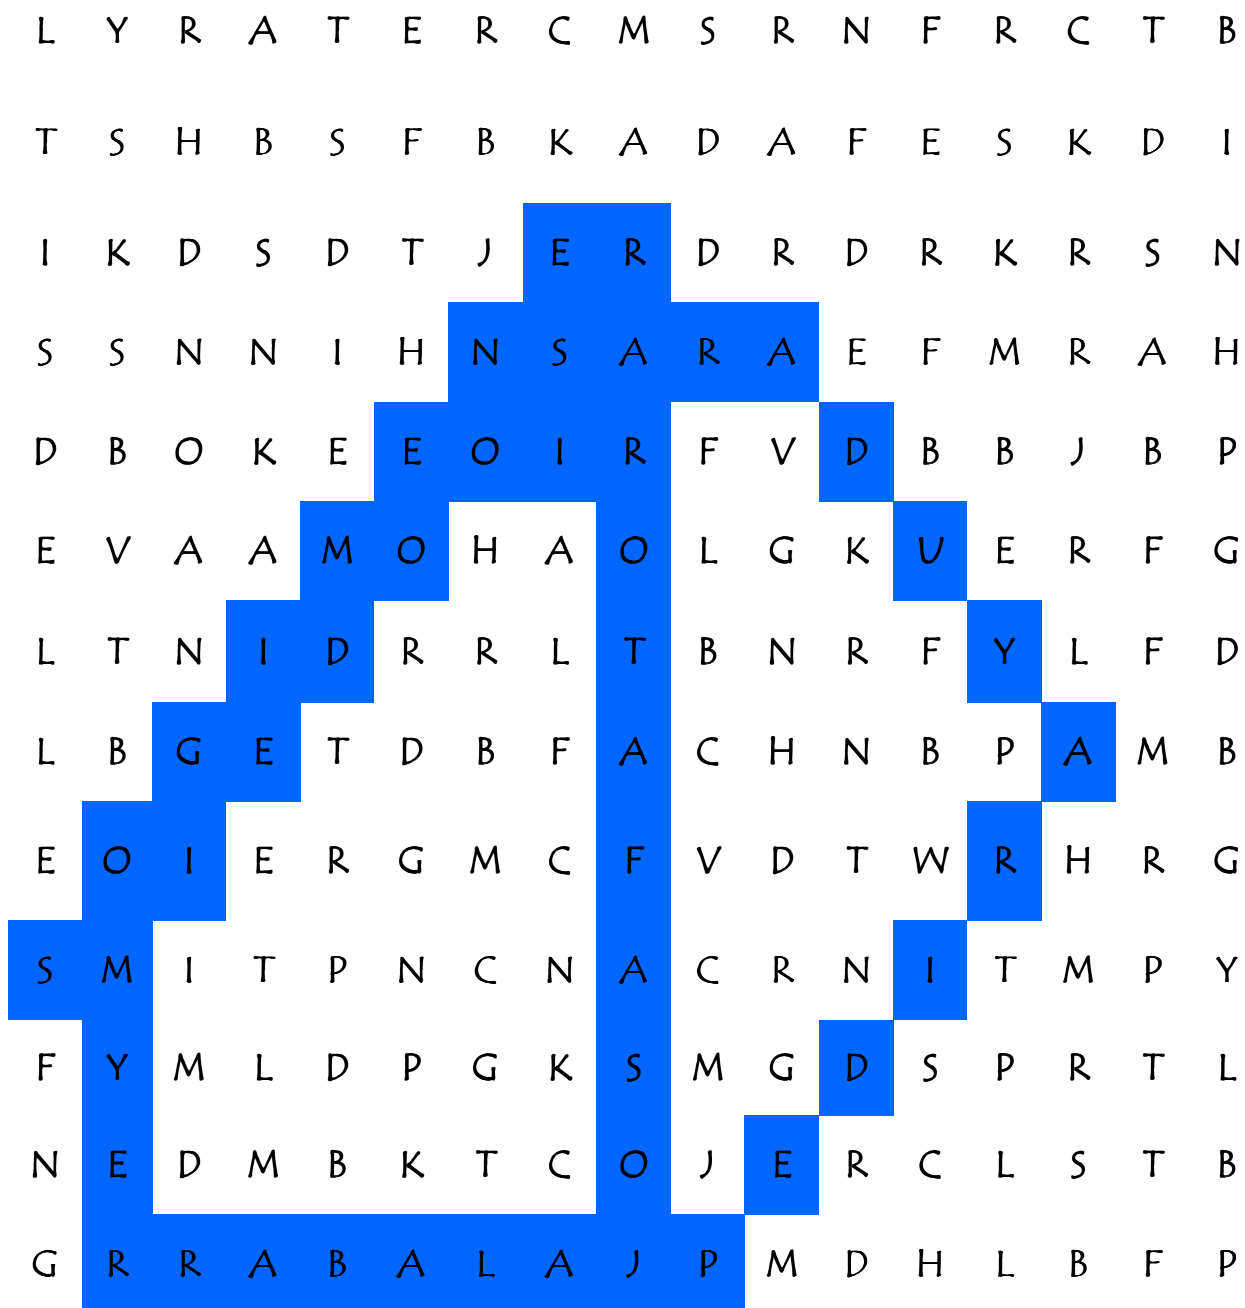 L Y R A T E R C M S R N F R C T B
T S H B S F B K A D A F E S K D I
I K D S D T J E R D R D R K R S N
S S N N I H N S A R A E F M R A H
D B O K E E O I R F V D B B J B P
E V A A M O H A O L G K U E R F G
L T N I D R R L T B N R F Y L F D
L B G E T D B F A C H N B P A M B
E O I E R G M C F V D T W R H R G
S M I T P N C N A C R N I T M P Y
F Y M L D P G K S M G D S P R T L
N E D M B K T C O J E R C L S T B
G R R A B A L A J P M D H L B F P